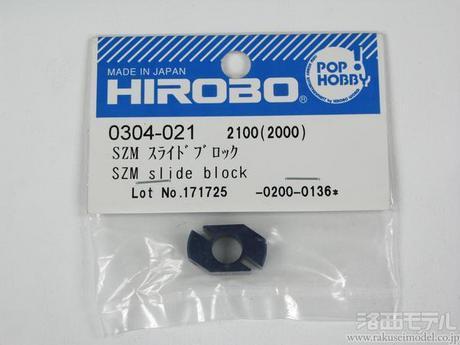 MADE IN JAPAN
HIROBO®
POP!
HOBBY
0304-021 2100(2000)
SZM スライドブロック
SZM slide block
Lot No.171725 -0200-0136*
洛西モデル
http://www.rakuseimodel.co.jp